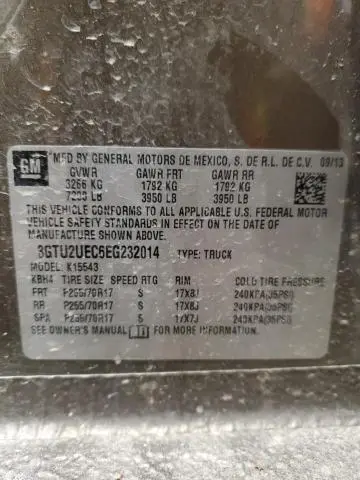 GM
MFD BY GENERAL MOTORS DE MEXICO, S. DE R.L. DE C.V. 09/13
GVWR GAWR FRT GAWR RR
3266 KG 1792 KG 1792 KG
7200 LB 3950 LB 3950 LB
THIS VEHICLE CONFORMS TO ALL APPLICABLE U.S. FEDERAL MOTOR
VEHICLE SAFETY STANDARDS IN EFFECT ON THE DATE OF
MANUFACTURE SHOWN ABOVE.
3GTU2UEC5EG232014 TYPE: TRUCK
MODEL: K15543
KBH4 TIRE SIZE SPEED RTG RIM COLD TIRE PRESSURE
FRT P255/70R17 S 17X8J 240KPA(35PSI)
RR P255/70R17 S 17X8J 240KPA(35PSI)
SPA P255/70R17 S 17X7J 240KPA(35PSI)
SEE OWNER'S MANUAL FOR MORE INFORMATION